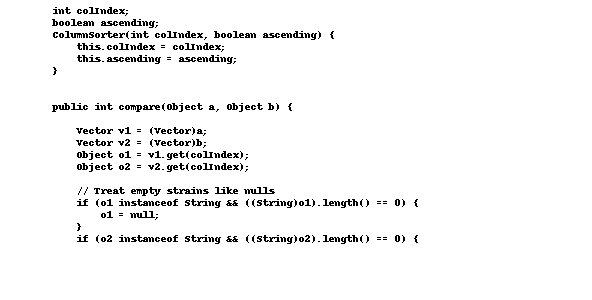 int colIndex;
boolean ascending;
ColumnSorter(int colIndex, boolean ascending) {
this.colIndex = colIndex;
this.ascending = ascending;
}
public int compare(Object a, Object b) {
Vector v1 = (Vector)a;
Vector v2 = (Vector)b;
Object o1 = v1.get(colIndex);
Object o2 = v2.get(colIndex);
// Treat empty strains like nulls
if (o1 instanceof String && ((String)o1).length() == 0) {
o1 = null;
}
if (o2 instanceof String && ((String)o2).length() == 0) {